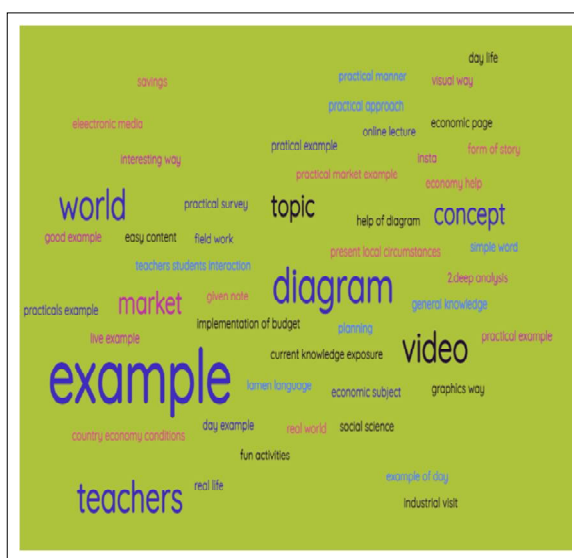 day life
savings
practical manner
visual way
practical approach
eleectronic media
online lecture
economic page
pratical example
form of story
interesting way
insta
practical market example
economy help
world
practical survey
topic
concept
help of diagram
good example
easy content
field work
simple word
present local circumstances
teachers students interaction
diagram
2.deep analysis
market
given note
general knowledge
practicals example
implementation of budget
planning
live example
video
practical example
current knowledge exposure
example
lamen language
economic subject
graphics way
country economy conditions
day example
real world
social science
fun activities
example of day
teachers
real life
industrial visit